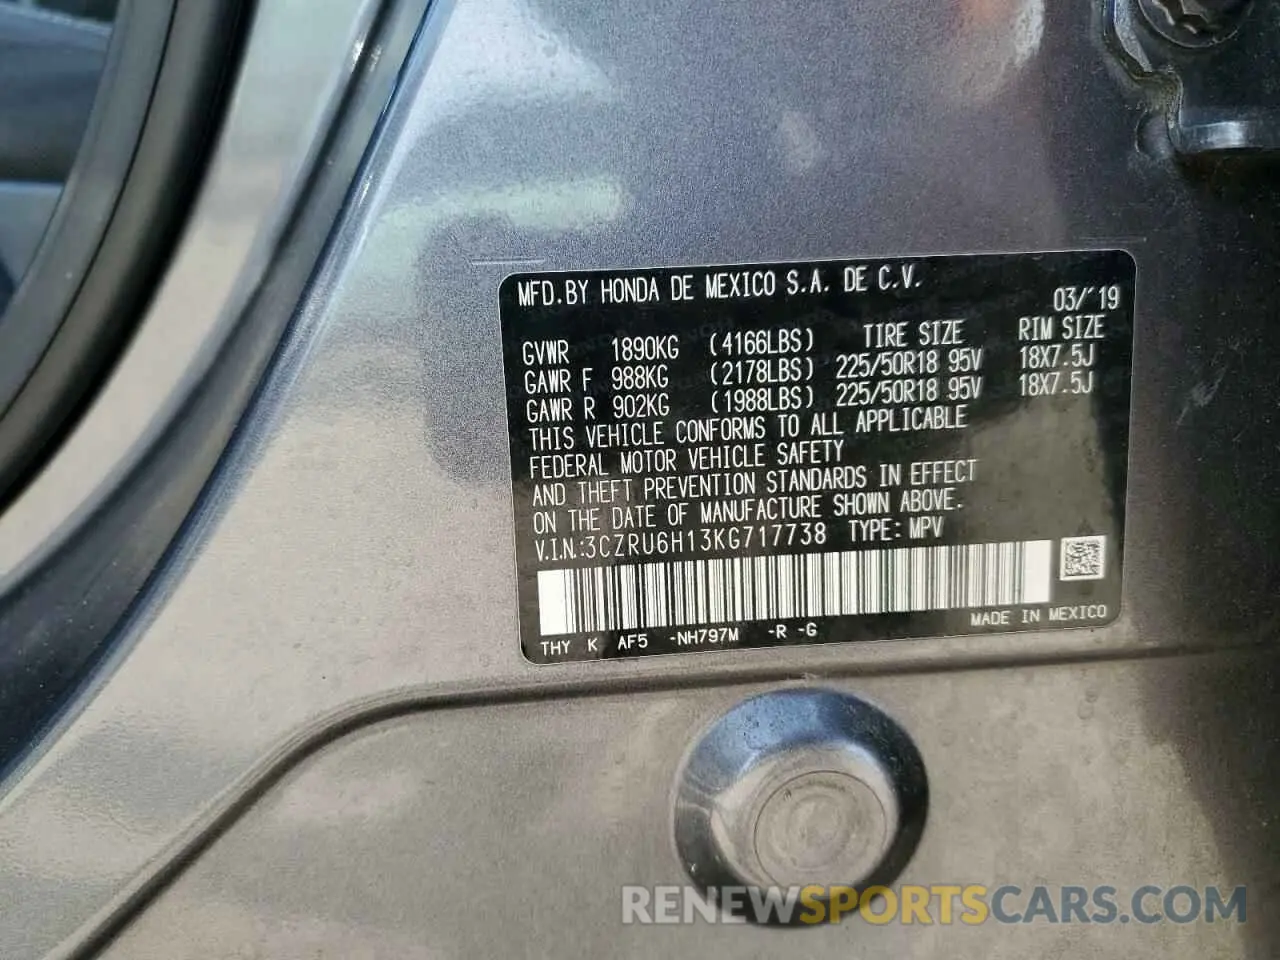 MFD.BY HONDA DE MEXICO S.A. DE C.V.
03/'19
GVWR 1890KG (4166LBS) TIRE SIZE RIM SIZE
GAWR F 988KG (2178LBS) 225/50R18 95V 18X7.5J
GAWR R 902KG (1988LBS) 225/50R18 95V 18X7.5J
THIS VEHICLE CONFORMS TO ALL APPLICABLE
FEDERAL MOTOR VEHICLE SAFETY
AND THEFT PREVENTION STANDARDS IN EFFECT
ON THE DATE OF MANUFACTURE SHOWN ABOVE.
V.I.N:3CZRU6H13KG717738 TYPE:MPV
MADE IN MEXICO
THY K AF5 -NH797M -R -G
RENEWSPORTSCARS.COM